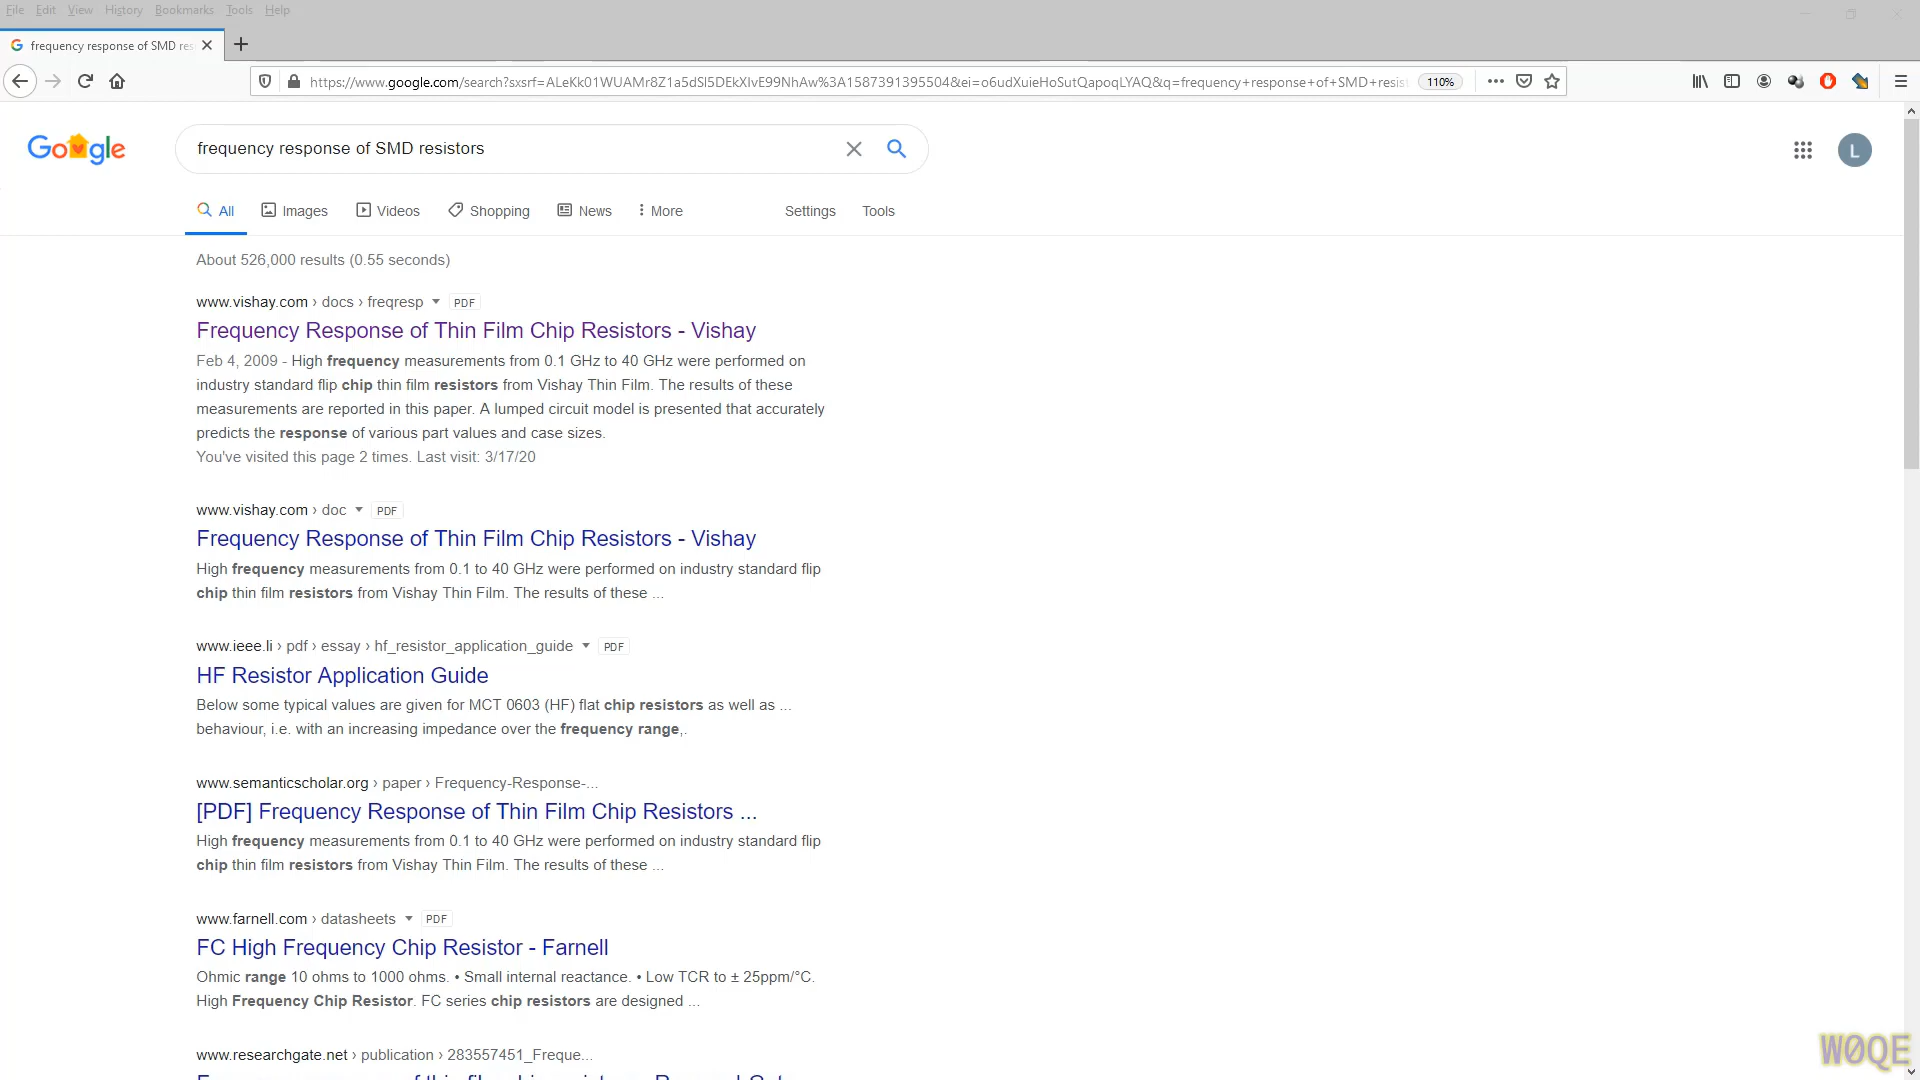 File Edit View History Bookmarks Tools Help
frequency response of SMD res
https://www.google.com/search?sxsrf=ALeKk01WUAMr8Z1a5dSl5DEkXIvE99NhAw%3A1587391395504&ei=o6udXuieHoSutQapoqLYAQ&q=frequency+response+of+SMD+resist 110%
Google frequency response of SMD resistors L
All Images Videos Shopping News More Settings Tools
About 526,000 results (0.55 seconds)
www.vishay.com › docs › freqresp PDF
Frequency Response of Thin Film Chip Resistors - Vishay
Feb 4, 2009 - High frequency measurements from 0.1 GHz to 40 GHz were performed on
industry standard flip chip thin film resistors from Vishay Thin Film. The results of these
measurements are reported in this paper. A lumped circuit model is presented that accurately
predicts the response of various part values and case sizes.
You've visited this page 2 times. Last visit: 3/17/20
www.vishay.com › doc PDF
Frequency Response of Thin Film Chip Resistors - Vishay
High frequency measurements from 0.1 to 40 GHz were performed on industry standard flip
chip thin film resistors from Vishay Thin Film. The results of these ...
www.ieee.li › pdf › essay › hf_resistor_application_guide PDF
HF Resistor Application Guide
Below some typical values are given for MCT 0603 (HF) flat chip resistors as well as ...
behaviour, i.e. with an increasing impedance over the frequency range,.
www.semanticscholar.org › paper › Frequency-Response-...
[PDF] Frequency Response of Thin Film Chip Resistors ...
High frequency measurements from 0.1 to 40 GHz were performed on industry standard flip
chip thin film resistors from Vishay Thin Film. The results of these ...
www.farnell.com › datasheets PDF
FC High Frequency Chip Resistor - Farnell
Ohmic range 10 ohms to 1000 ohms. • Small internal reactance. • Low TCR to ± 25ppm/°C.
High Frequency Chip Resistor. FC series chip resistors are designed ...
www.researchgate.net › publication › 283557451_Freque...
W0QE